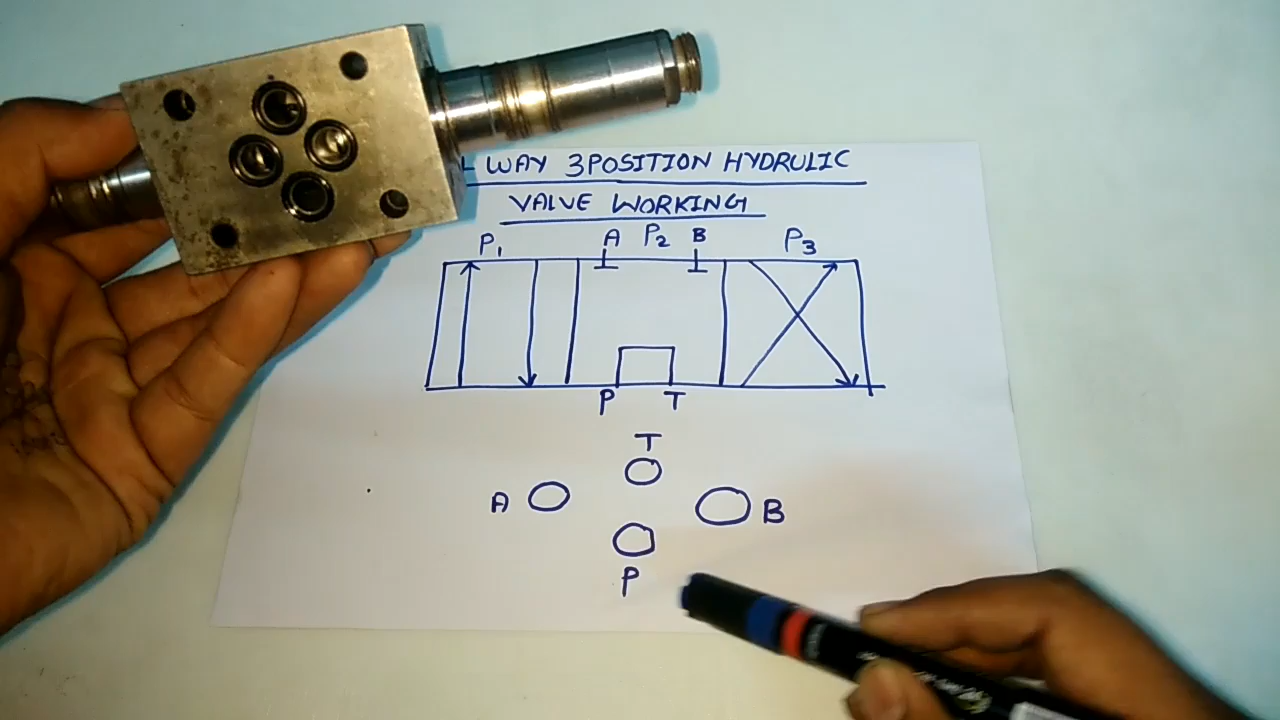 WAY 3POSITION HYDRULIC
VALVE WORKING
P1 A P2 B P3
P T
T
A B
P